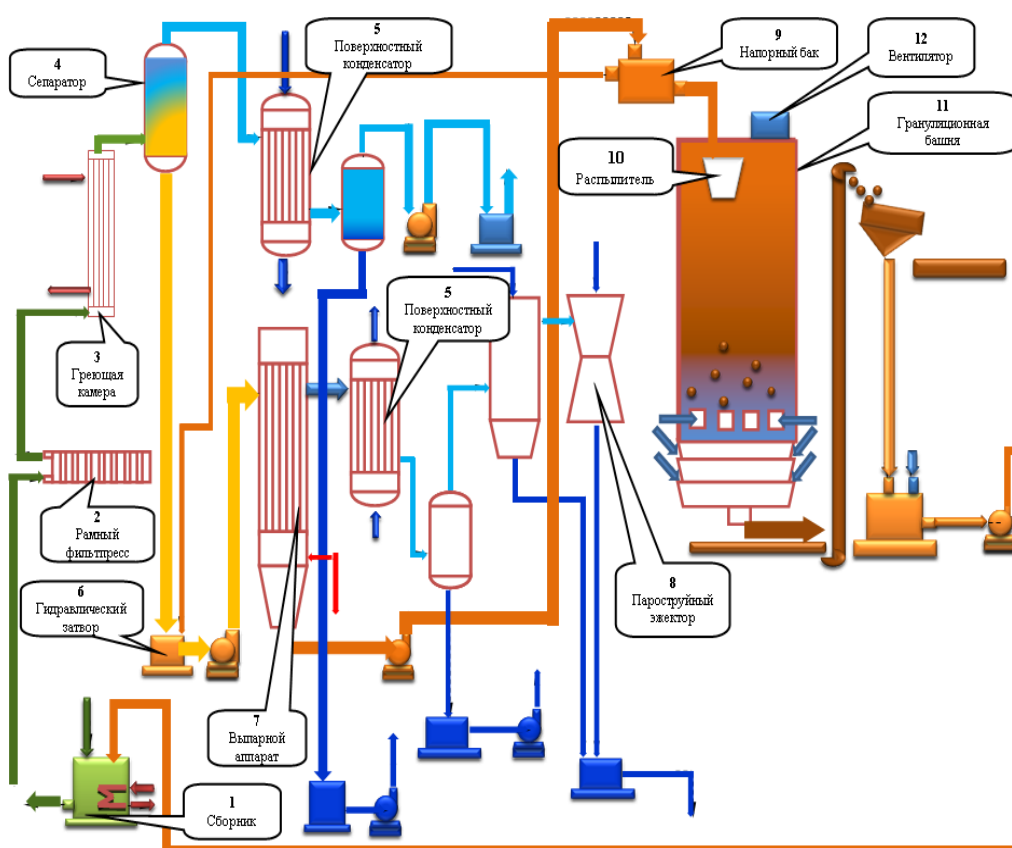 5
Поверхностный
конденсатор
4
Сепаратор
9
Напорный бак
12
Вентилятор
11
Грануляционная
башня
10
Распылитель
5
Поверхностный
конденсатор
3
Греющая
камера
2
Рамный
фильтпресс
6
Гидравлический
затвор
8
Пароструйный
эжектор
7
Выпарной
аппарат
1
Сборник